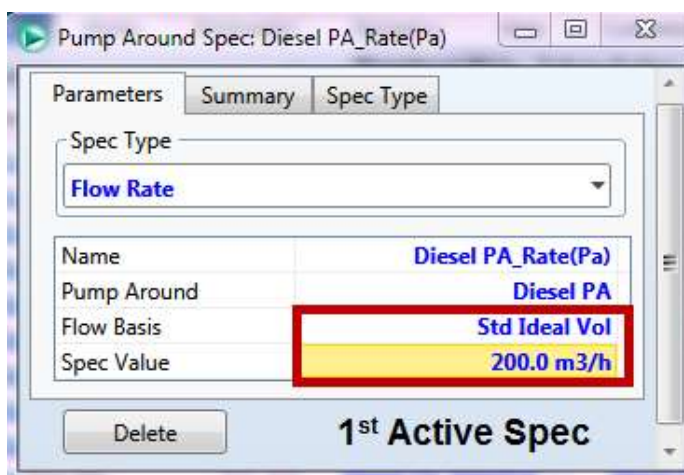 Pump Around Spec: Diesel PA_Rate(Pa)
Parameters Summary Spec Type
Spec Type
Flow Rate
Name Diesel PA_Rate(Pa)
Pump Around Diesel PA
Flow Basis Std Ideal Vol
Spec Value 200.0 m3/h
Delete 1st Active Spec